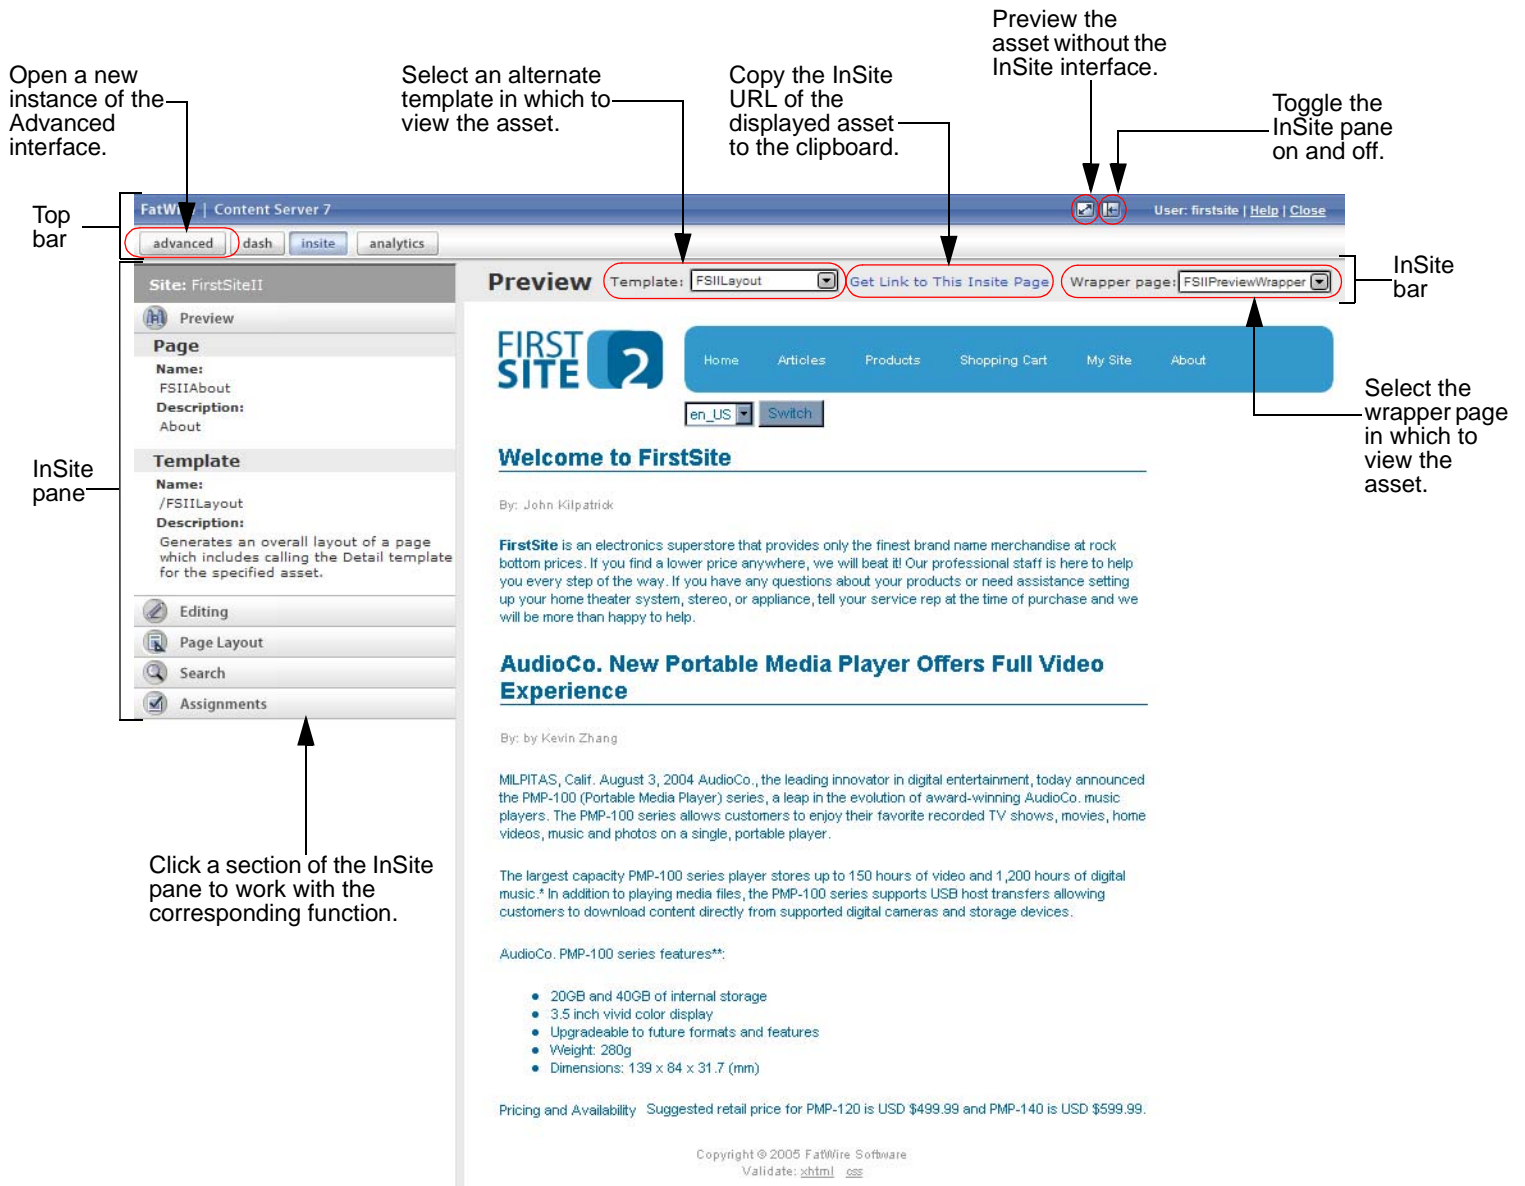 Preview the
asset without the
InSite interface.
Open a new
instance of the
Advanced
interface.
Select an alternate
template in which to
view the asset.
Copy the InSite
URL of the
displayed asset
to the clipboard.
Toggle the
InSite pane
on and off.
Top
bar
FatWi | Content Server 7
User: firstsite | Help | Close
advanced dash insite analytics
InSite
bar
Site: FirstSiteII
Preview Template: FSIILayout Get Link to This Insite Page Wrapper page: FSIIPreviewWrapper
Preview
Page
Name:
FSIIAbout
Description:
About
Template
Name:
/FSIILayout
Description:
Generates an overall layout of a page
which includes calling the Detail template
for the specified asset.
Editing
Page Layout
Search
Assignments
InSite
pane
FIRST
SITE 2
Home Articles Products Shopping Cart My Site About
en_US Switch
Select the
wrapper page
in which to
view the
asset.
Welcome to FirstSite
By: John Kilpatrick
FirstSite is an electronics superstore that provides only the finest brand name merchandise at rock
bottom prices. If you find a lower price anywhere, we will beat it! Our professional staff is here to help
you every step of the way. If you have any questions about your products or need assistance setting
up your home theater system, stereo, or appliance, tell your service rep at the time of purchase and we
will be more than happy to help.
AudioCo. New Portable Media Player Offers Full Video
Experience
By: by Kevin Zhang
MILPITAS, Calif. August 3, 2004 AudioCo., the leading innovator in digital entertainment, today announced
the PMP-100 (Portable Media Player) series, a leap in the evolution of award-winning AudioCo. music
players. The PMP-100 series allows customers to enjoy their favorite recorded TV shows, movies, home
videos, music and photos on a single, portable player.
The largest capacity PMP-100 series player stores up to 150 hours of video and 1,200 hours of digital
music.* In addition to playing media files, the PMP-100 series supports USB host transfers allowing
customers to download content directly from supported digital cameras and storage devices.
AudioCo. PMP-100 series features**:
● 20GB and 40GB of internal storage
● 3.5 inch vivid color display
● Upgradeable to future formats and features
● Weight: 280g
● Dimensions: 139 x 84 x 31.7 (mm)
Pricing and Availability Suggested retail price for PMP-120 is USD $499.99 and PMP-140 is USD $599.99.
Copyright © 2005 FatWire Software
Validate: xhtml css
Click a section of the InSite
pane to work with the
corresponding function.